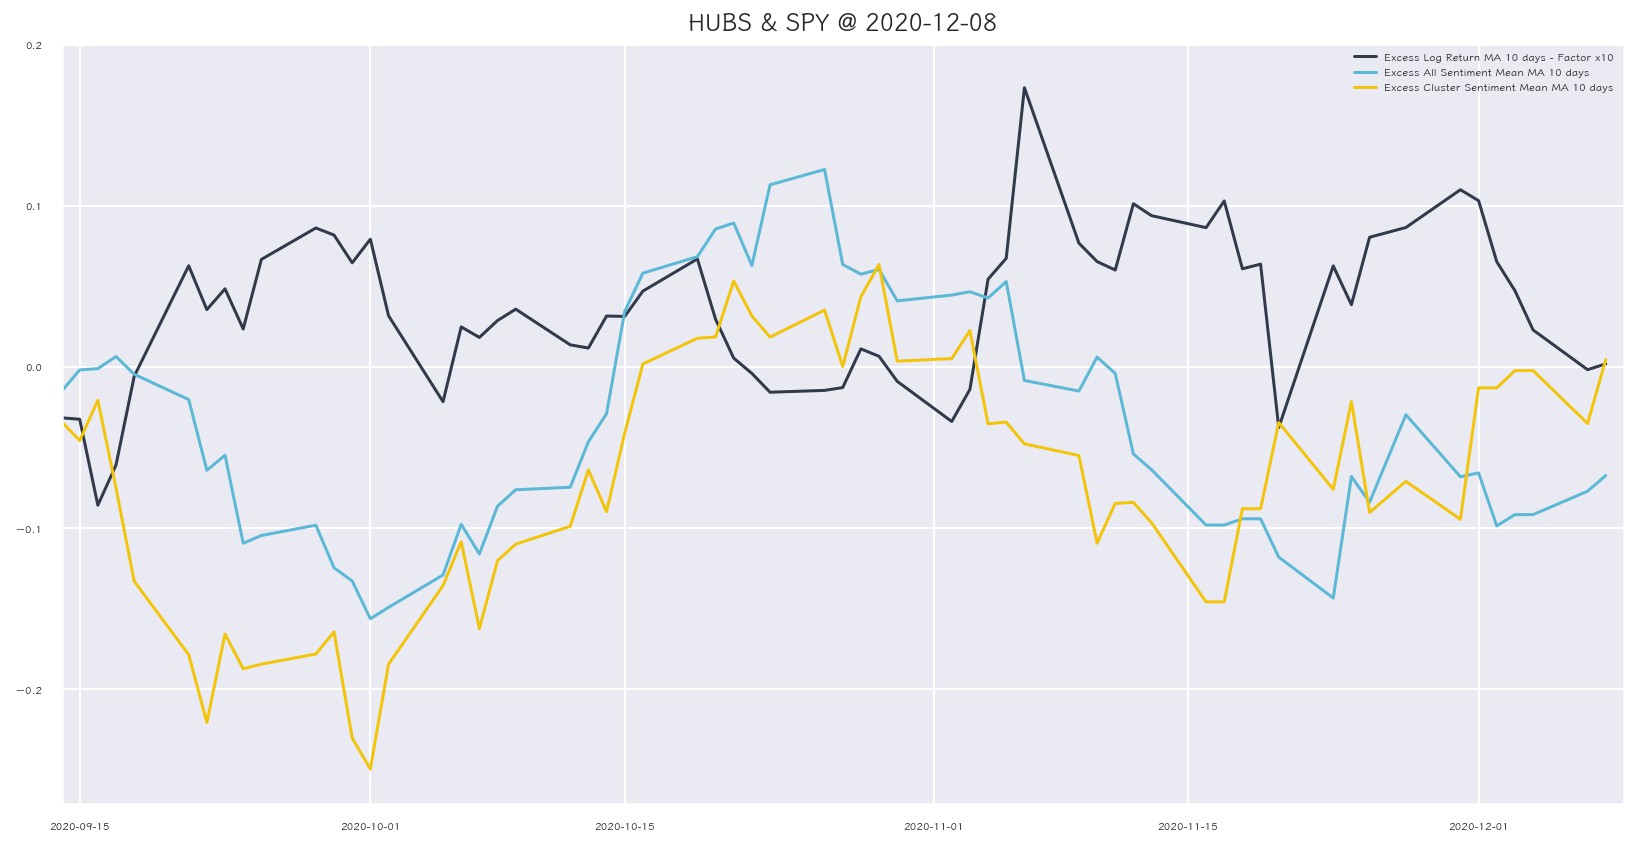 HUBS & SPY @ 2020-12-08
Excess Log Return MA 10 days - Factor x10
Excess All Sentiment Mean MA 10 days
Excess Cluster Sentiment Mean MA 10 days
0.2
0.1
0.0
−0.1
−0.2
2020-09-15 2020-10-01 2020-10-15 2020-11-01 2020-11-15 2020-12-01